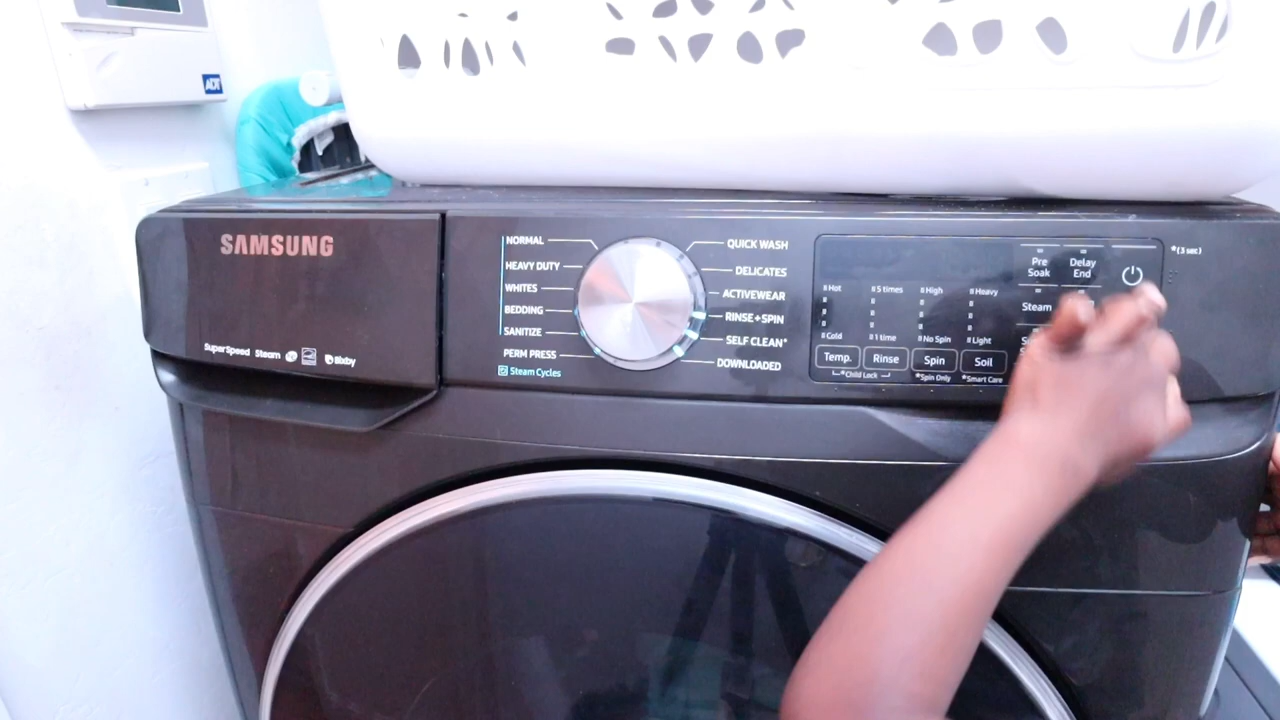 ADT
SAMSUNG
SuperSpeed Steam Bixby
NORMAL
HEAVY DUTY
WHITES
BEDDING
SANITIZE
PERM PRESS
Steam Cycles
QUICK WASH
DELICATES
ACTIVEWEAR
RINSE+SPIN
SELF CLEAN*
DOWNLOADED
Hot 5 times High Heavy
Cold 1 time No Spin Light
Temp. Rinse Spin Soil
*Child Lock *Spin Only *Smart Care
Pre Soak
Delay End
Steam
*(3 sec)